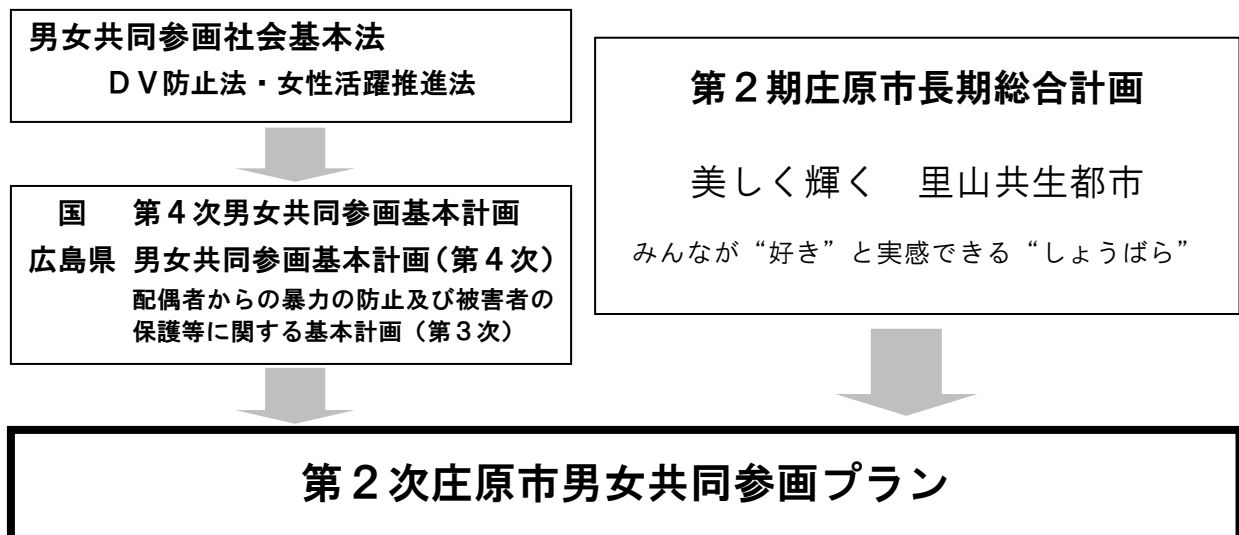 男女共同参画社会基本法
ＤＶ防止法・女性活躍推進法
国　第４次男女共同参画基本計画
広島県 男女共同参画基本計画（第４次）
配偶者からの暴力の防止及び被害者の
保護等に関する基本計画（第３次）
第２期庄原市長期総合計画
美しく輝く　里山共生都市
みんなが“好き”と実感できる“しょうばら”
第２次庄原市男女共同参画プラン